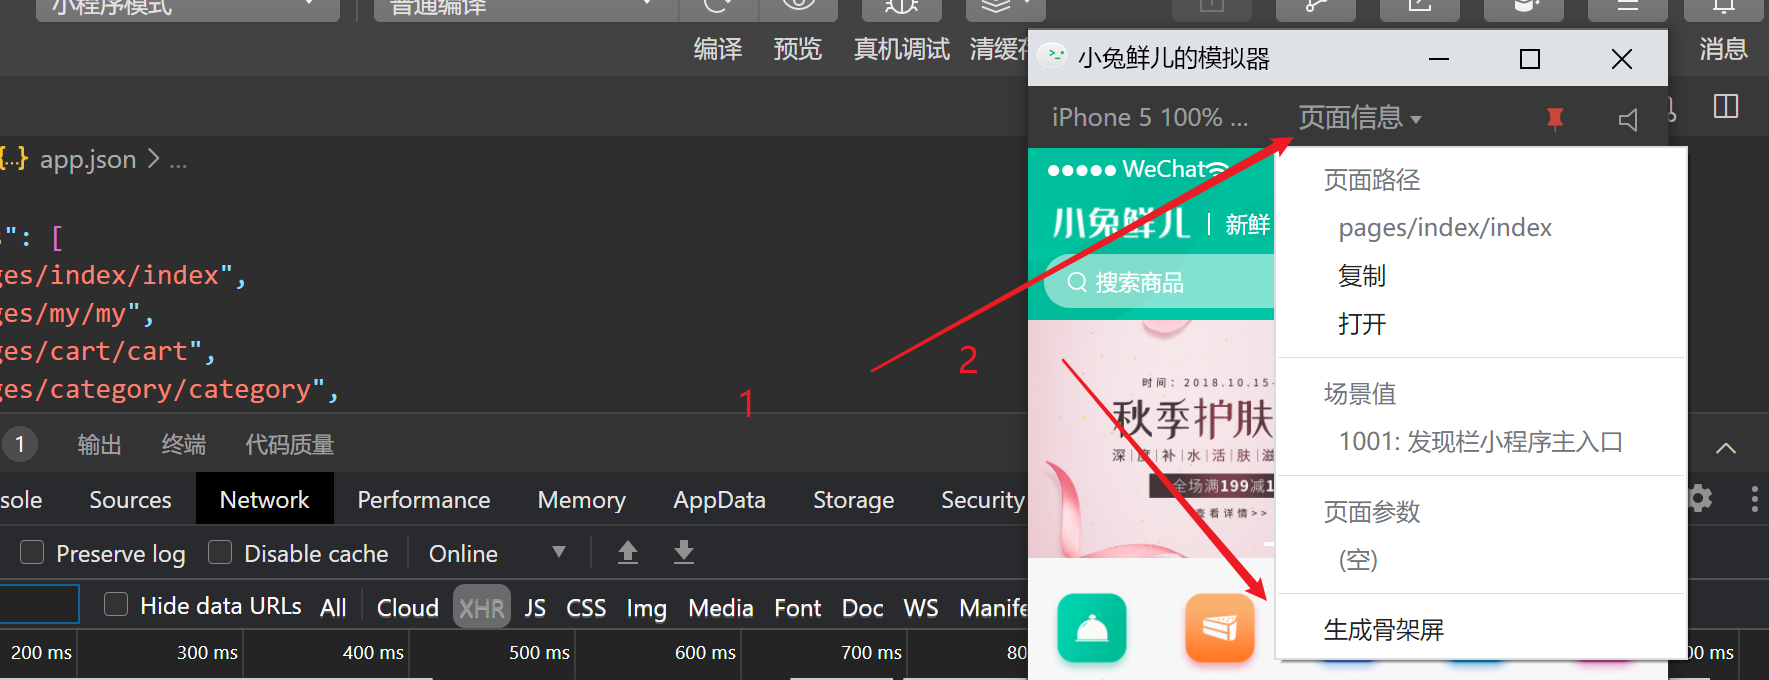 小程序模式
普通编译
编译
预览
真机调试
清缓存
消息
小兔鲜儿的模拟器
iPhone 5 100% ...
页面信息
{..} app.json > ...
WeChat
小兔鲜儿
新鲜
搜索商品
": [
ges/index/index",
ges/my/my",
ges/cart/cart",
ges/category/category",
1
2
页面路径
pages/index/index
复制
打开
场景值
1001: 发现栏小程序主入口
页面参数
(空)
生成骨架屏
时间：2018.10.15-
秋季护肤
深|度|补|水|活|肤|滋
全场满199减1
查看详情>>
1
输出
终端
代码质量
sole
Sources
Network
Performance
Memory
AppData
Storage
Security
Preserve log
Disable cache
Online
Hide data URLs
All
Cloud
XHR
JS
CSS
Img
Media
Font
Doc
WS
Manife
200 ms
300 ms
400 ms
500 ms
600 ms
700 ms
80
00 ms